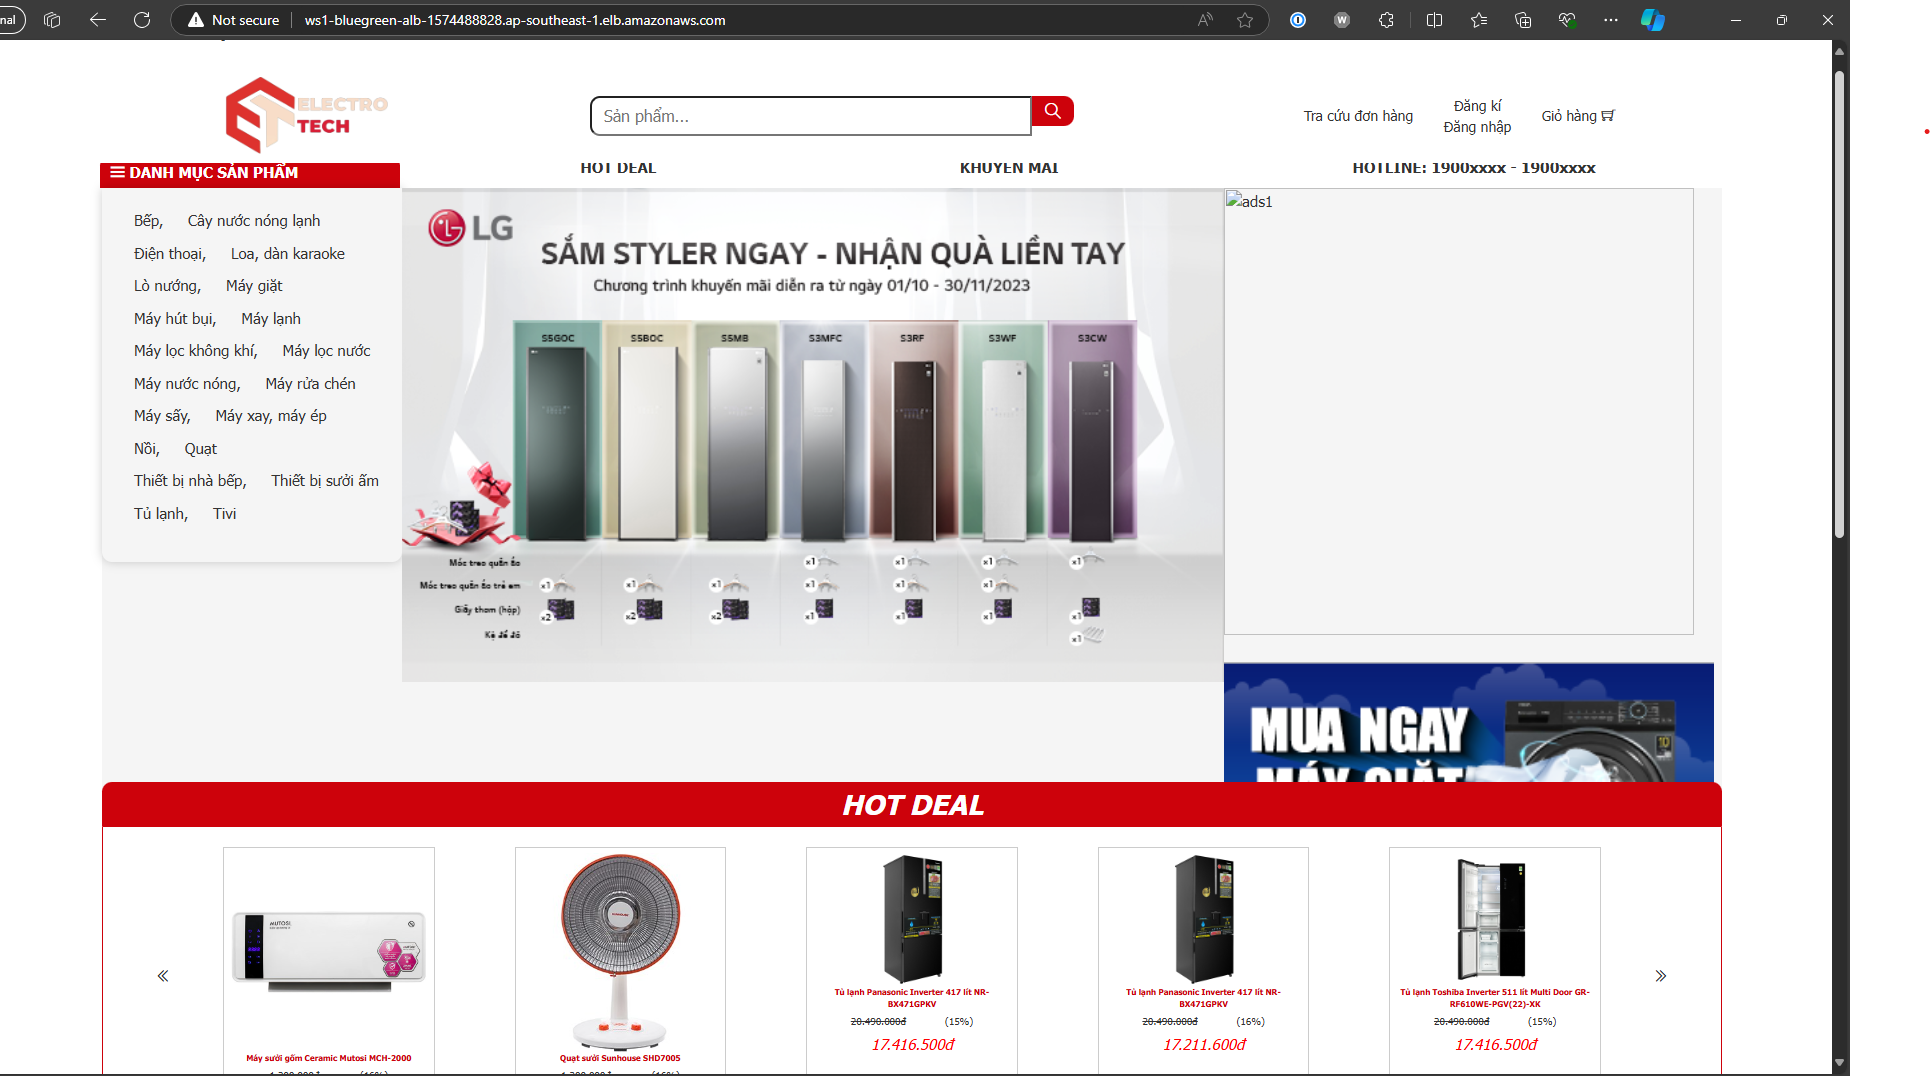 nal
Not secure
ws1-bluegreen-alb-1574488828.ap-southeast-1.elb.amazonaws.com
ELECTRO
TECH
Sản phẩm...
Tra cứu đơn hàng
Đăng kí
Đăng nhập
Giỏ hàng
DANH MỤC SẢN PHẨM
HOT DEAL
KHUYẾN MÃI
HOTLINE: 1900xxxx - 1900xxxx
Bếp, Cây nước nóng lạnh
Điện thoại, Loa, dàn karaoke
Lò nướng, Máy giặt
Máy hút bụi, Máy lạnh
Máy lọc không khí, Máy lọc nước
Máy nước nóng, Máy rửa chén
Máy sấy, Máy xay, máy ép
Nồi, Quạt
Thiết bị nhà bếp, Thiết bị sưởi ấm
Tủ lạnh, Tivi
LG
SẮM STYLER NGAY - NHẬN QUÀ LIỀN TAY
Chương trình khuyến mãi diễn ra từ ngày 01/10 - 30/11/2023
S5GOC S5BOC S5MB S3MFC S3RF S3WF S3CW
Móc treo quần áo x1 x1 x1 x1
Móc treo quần áo trẻ em x1 x1 x1 x1 x1 x1
Giấy thơm (hộp) x2 x2 x2 x1 x1 x1 x1
Kệ để đồ x1
ads1
MUA NGAY
MÁY GIẶT
HOT DEAL
MUTOSI
Máy sưởi gốm Ceramic Mutosi MCH-2000
Quạt sưởi Sunhouse SHD7005
Tủ lạnh Panasonic Inverter 417 lít NR-
BX471GPKV
20.490.000đ (15%)
17.416.500đ
Tủ lạnh Panasonic Inverter 417 lít NR-
BX471GPKV
20.490.000đ (16%)
17.211.600đ
Tủ lạnh Toshiba Inverter 511 lít Multi Door GR-
RF610WE-PGV(22)-XK
20.490.000đ (15%)
17.416.500đ